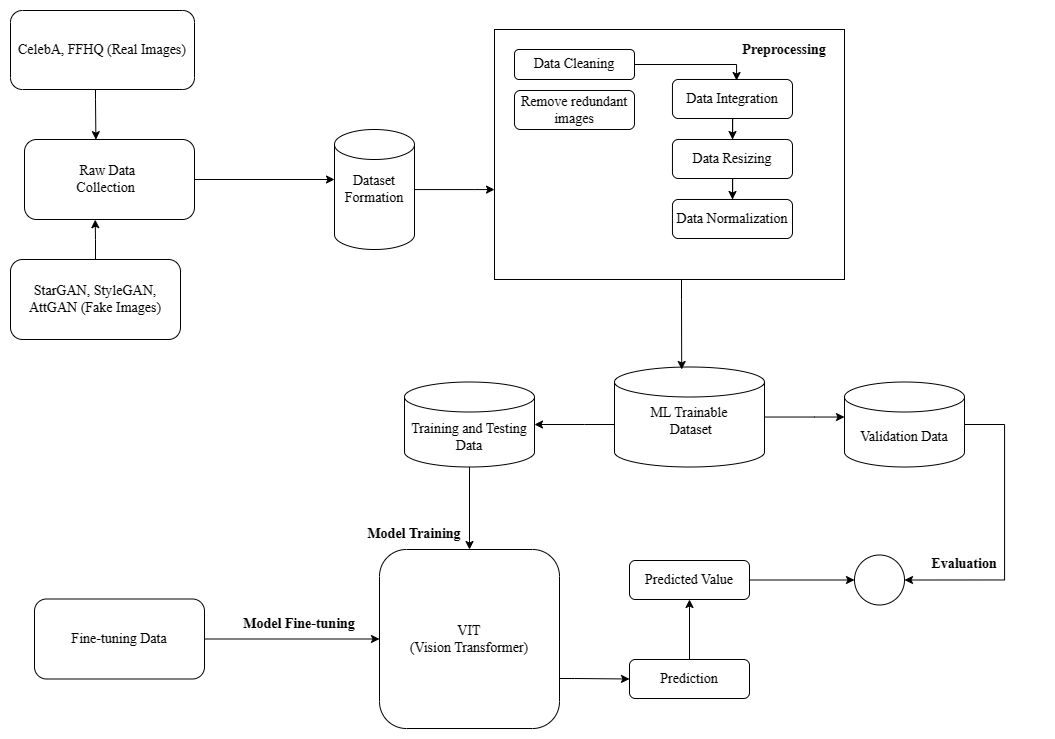 CelebA, FFHQ (Real Images)
Raw Data
Collection
StarGAN, StyleGAN,
AttGAN (Fake Images)
Dataset
Formation
Preprocessing
Data Cleaning
Remove redundant
images
Data Integration
Data Resizing
Data Normalization
ML Trainable
Dataset
Training and Testing
Data
Validation Data
Model Training
Evaluation
Fine-tuning Data
Model Fine-tuning
VIT
(Vision Transformer)
Predicted Value
Prediction